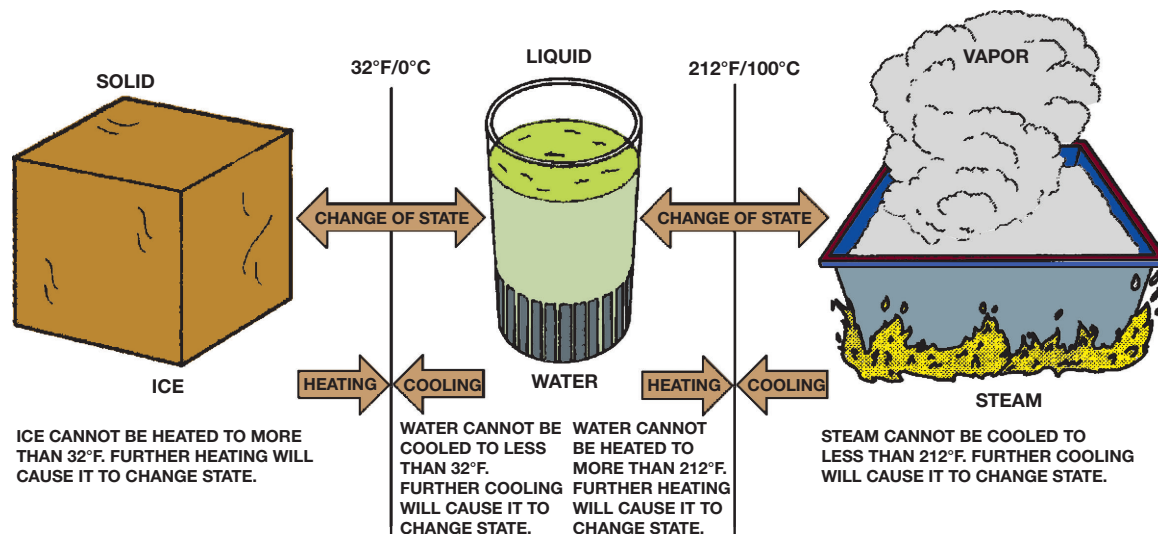 SOLID
32°F/0°C
LIQUID
212°F/100°C
VAPOR
CHANGE OF STATE
CHANGE OF STATE
ICE
HEATING
COOLING
WATER
HEATING
COOLING
STEAM
ICE CANNOT BE HEATED TO MORE
THAN 32°F. FURTHER HEATING WILL
CAUSE IT TO CHANGE STATE.
WATER CANNOT BE
COOLED TO LESS
THAN 32°F.
FURTHER COOLING
WILL CAUSE IT TO
CHANGE STATE.
WATER CANNOT
BE HEATED TO
MORE THAN 212°F.
FURTHER HEATING
WILL CAUSE IT TO
CHANGE STATE.
STEAM CANNOT BE COOLED TO
LESS THAN 212°F. FURTHER COOLING
WILL CAUSE IT TO CHANGE STATE.